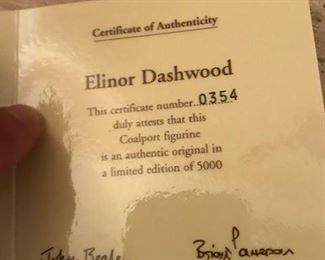 Certificate of Authenticity
Elinor Dashwood
This certificate number..0354
duly attests that this
Coalport figurine
is an authentic original in
a limited edition of 5000
John